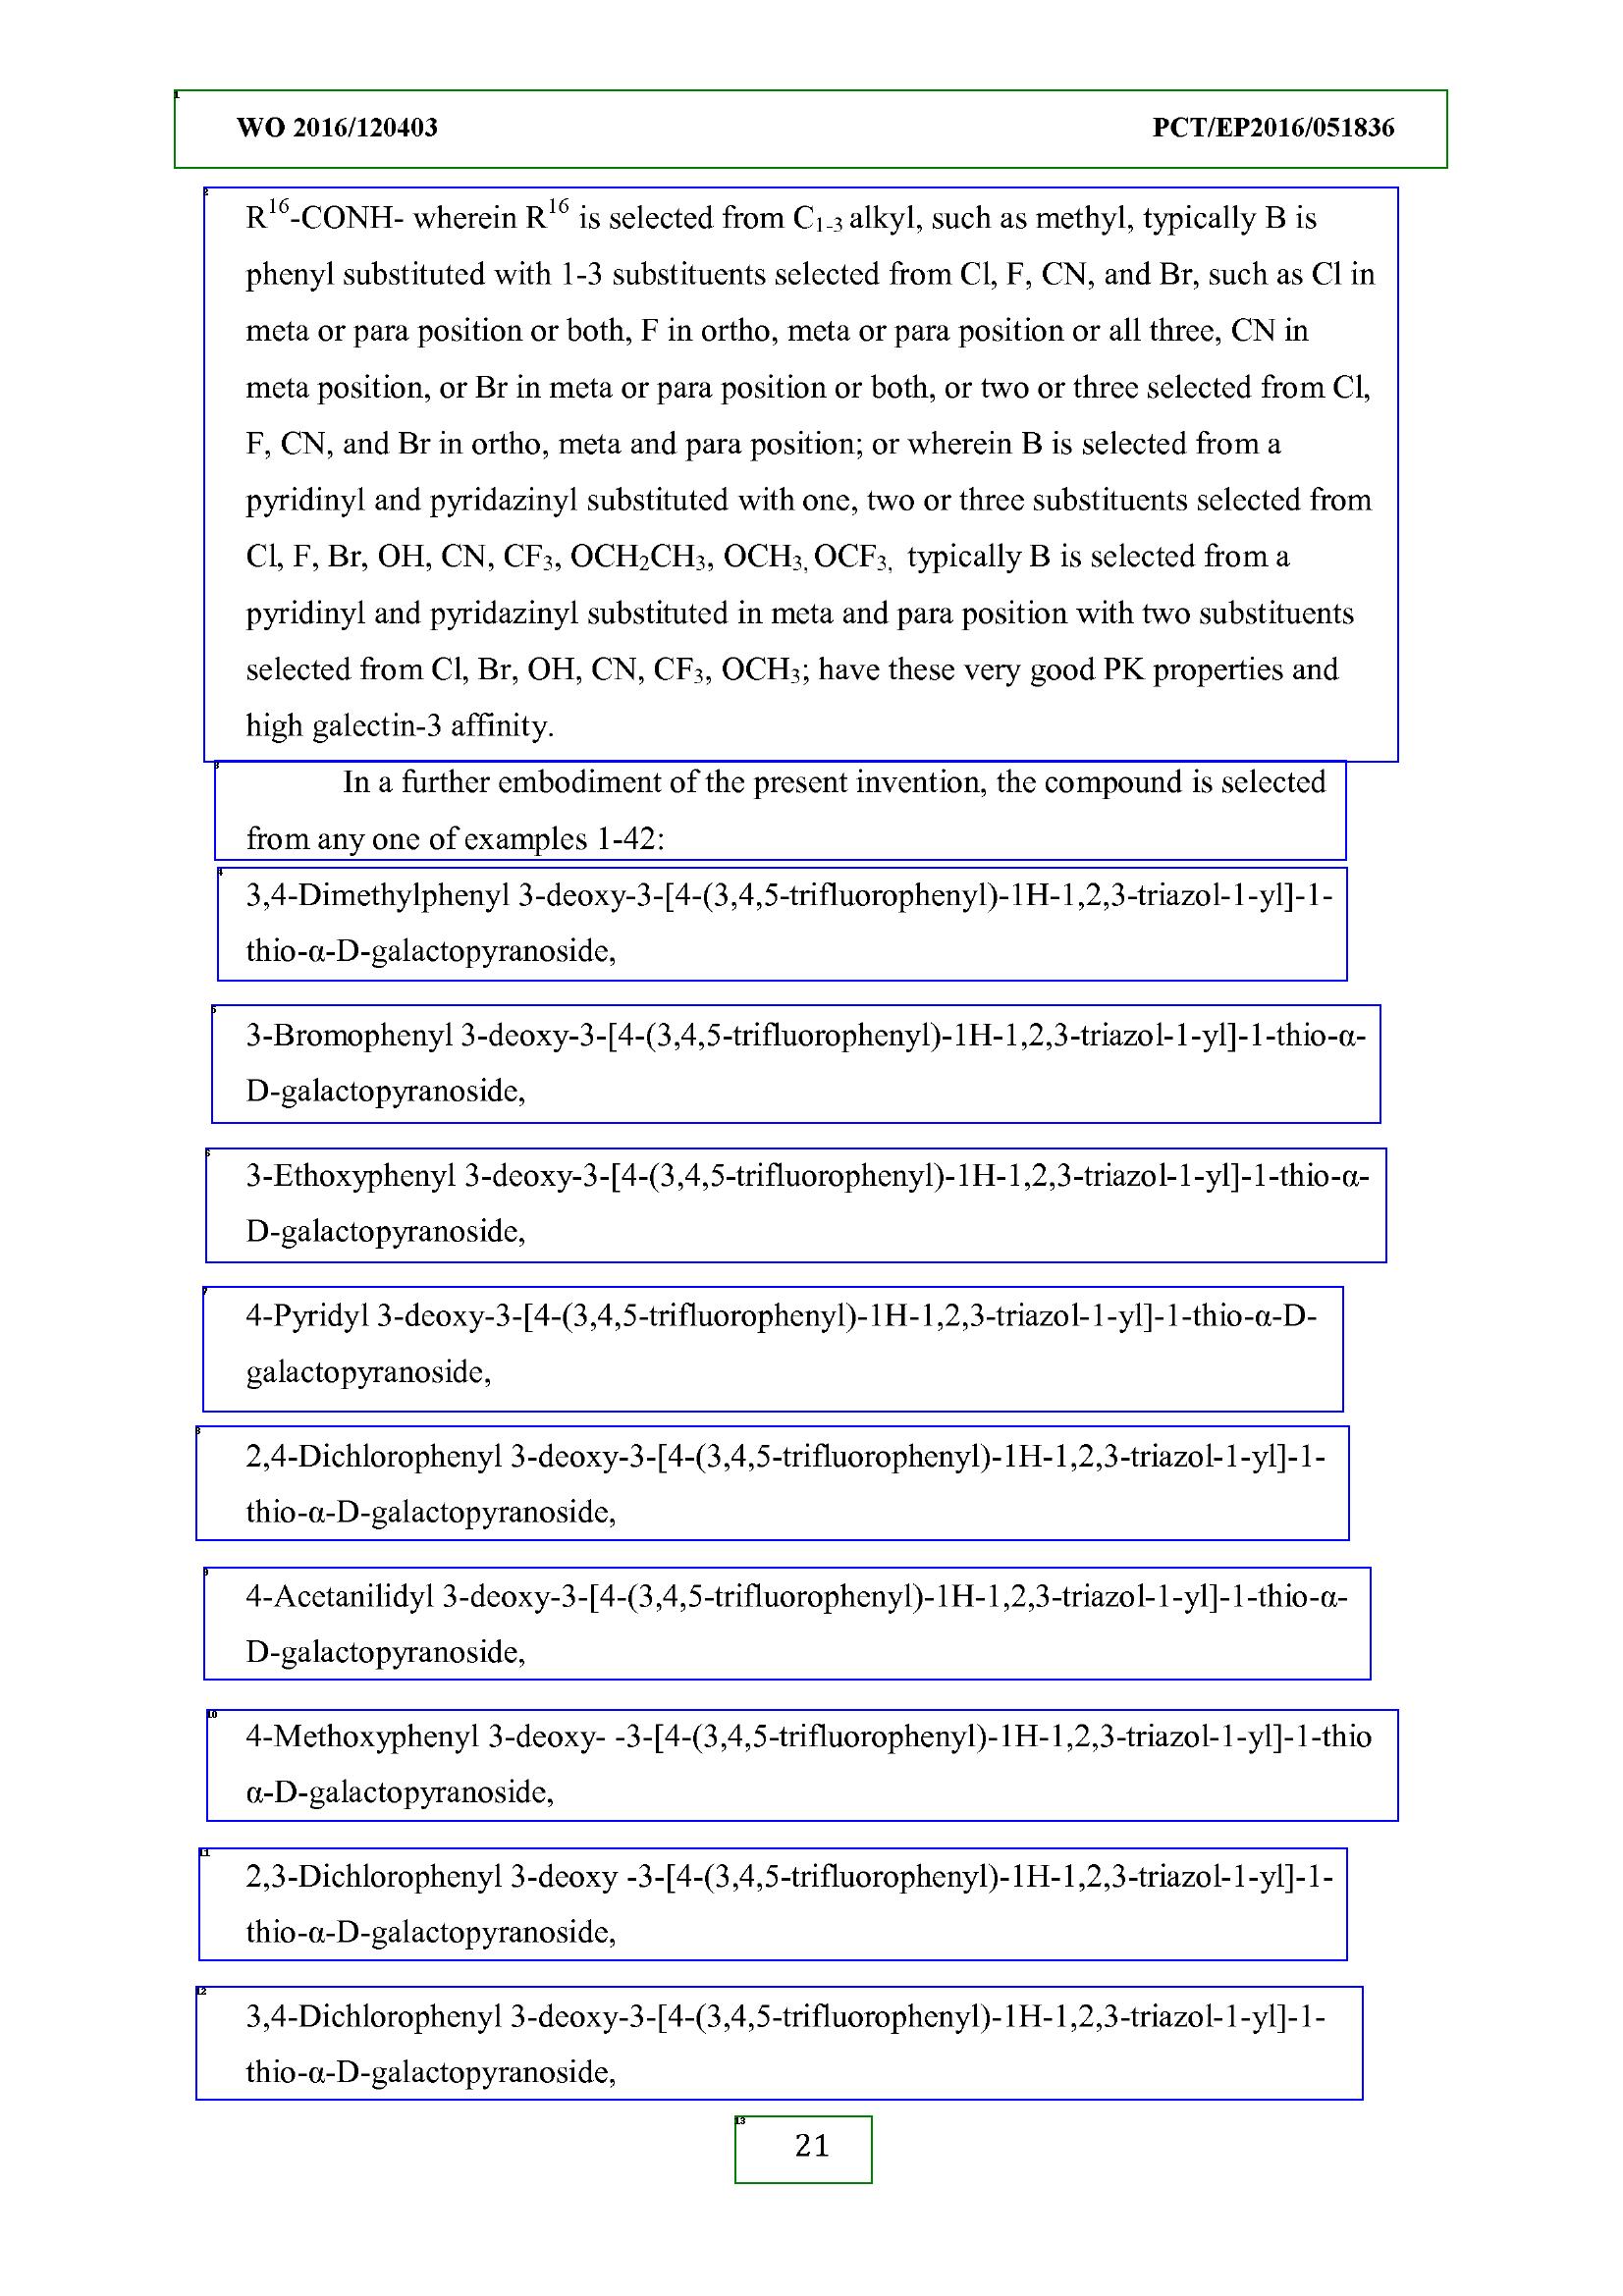 WO 2016/120403 PCT/EP2016/051836
R16-CONH- wherein R16 is selected from C1-3 alkyl, such as methyl, typically B is
phenyl substituted with 1-3 substituents selected from Cl, F, CN, and Br, such as Cl in
meta or para position or both, F in ortho, meta or para position or all three, CN in
meta position, or Br in meta or para position or both, or two or three selected from Cl,
F, CN, and Br in ortho, meta and para position; or wherein B is selected from a
pyridinyl and pyridazinyl substituted with one, two or three substituents selected from
Cl, F, Br, OH, CN, CF3, OCH2CH3, OCH3, OCF3, typically B is selected from a
pyridinyl and pyridazinyl substituted in meta and para position with two substituents
selected from Cl, Br, OH, CN, CF3, OCH3; have these very good PK properties and
high galectin-3 affinity.
In a further embodiment of the present invention, the compound is selected
from any one of examples 1-42:
3,4-Dimethylphenyl 3-deoxy-3-[4-(3,4,5-trifluorophenyl)-1H-1,2,3-triazol-1-yl]-1-
thio-α-D-galactopyranoside,
3-Bromophenyl 3-deoxy-3-[4-(3,4,5-trifluorophenyl)-1H-1,2,3-triazol-1-yl]-1-thio-α-
D-galactopyranoside,
3-Ethoxyphenyl 3-deoxy-3-[4-(3,4,5-trifluorophenyl)-1H-1,2,3-triazol-1-yl]-1-thio-α-
D-galactopyranoside,
4-Pyridyl 3-deoxy-3-[4-(3,4,5-trifluorophenyl)-1H-1,2,3-triazol-1-yl]-1-thio-α-D-
galactopyranoside,
2,4-Dichlorophenyl 3-deoxy-3-[4-(3,4,5-trifluorophenyl)-1H-1,2,3-triazol-1-yl]-1-
thio-α-D-galactopyranoside,
4-Acetanilidyl 3-deoxy-3-[4-(3,4,5-trifluorophenyl)-1H-1,2,3-triazol-1-yl]-1-thio-α-
D-galactopyranoside,
4-Methoxyphenyl 3-deoxy- -3-[4-(3,4,5-trifluorophenyl)-1H-1,2,3-triazol-1-yl]-1-thio
α-D-galactopyranoside,
2,3-Dichlorophenyl 3-deoxy -3-[4-(3,4,5-trifluorophenyl)-1H-1,2,3-triazol-1-yl]-1-
thio-α-D-galactopyranoside,
3,4-Dichlorophenyl 3-deoxy-3-[4-(3,4,5-trifluorophenyl)-1H-1,2,3-triazol-1-yl]-1-
thio-α-D-galactopyranoside,
21